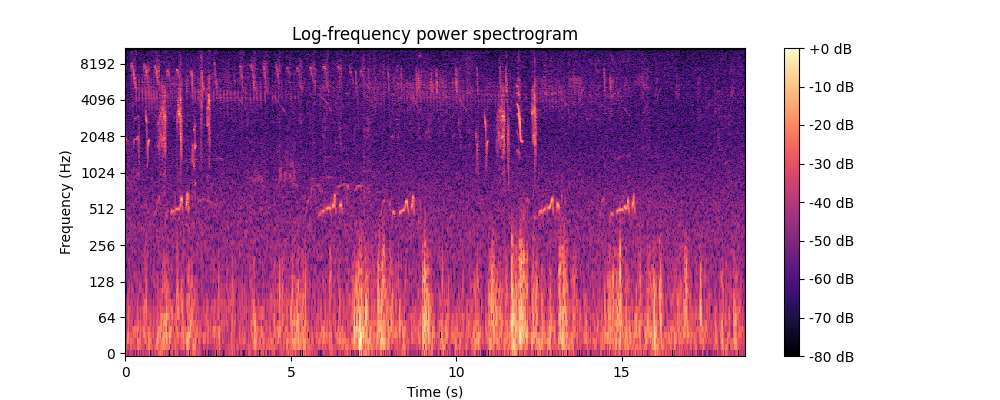 Log-frequency power spectrogram
Frequency (Hz)
8192
4096
2048
1024
512
256
128
64
0
0
5
10
15
Time (s)
+0 dB
-10 dB
-20 dB
-30 dB
-40 dB
-50 dB
-60 dB
-70 dB
-80 dB